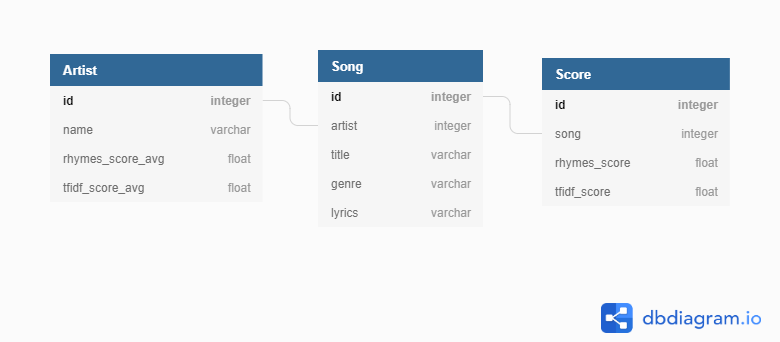 Artist
id integer
name varchar
rhymes_score_avg float
tfidf_score_avg float
Song
id integer
artist integer
title varchar
genre varchar
lyrics varchar
Score
id integer
song integer
rhymes_score float
tfidf_score float
dbdiagram.io